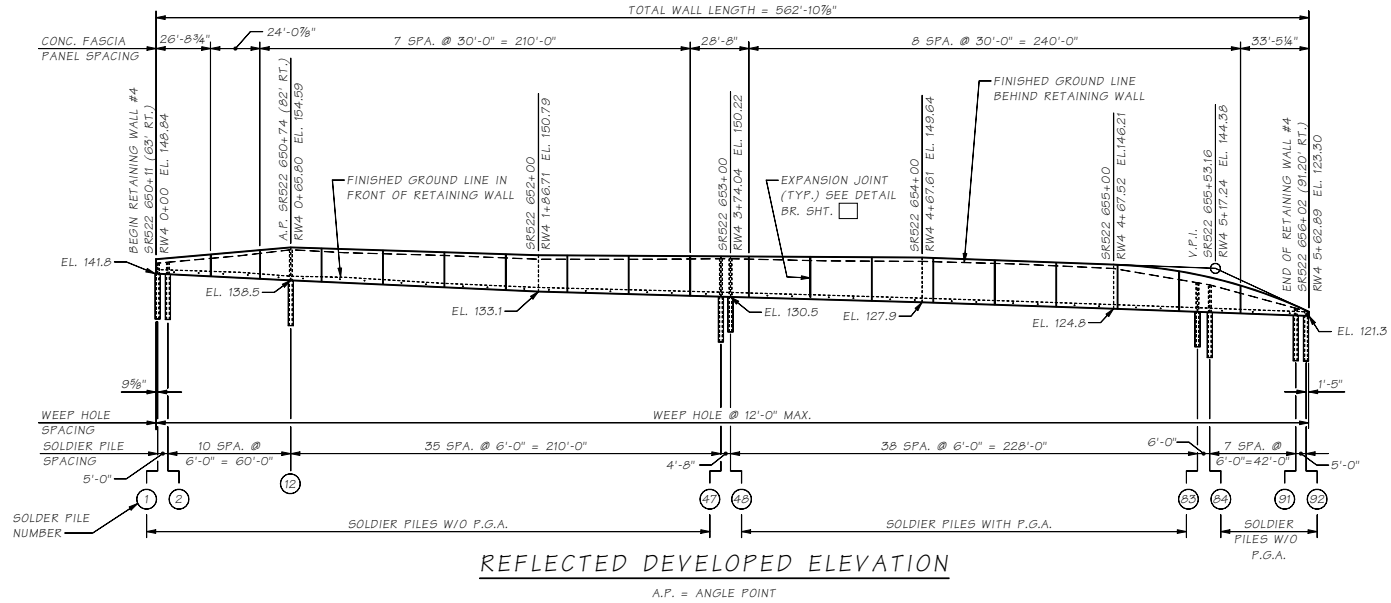 TOTAL WALL LENGTH = 562'-10⅞"
CONC. FASCIA
PANEL SPACING
26'-8¾"
24'-0⅞"
7 SPA. @ 30'-0" = 210'-0"
28'-8"
8 SPA. @ 30'-0" = 240'-0"
33'-5¼"
BEGIN RETAINING WALL #4
SR522 650+11 (63' RT.)
RW4 0+00 EL. 148.84
A.P. SR522 650+74 (82' RT.)
RW4 0+65.80 EL. 154.59
SR522 652+00
RW4 1+86.71 EL. 150.79
SR522 653+00
RW4 3+74.04 EL. 150.22
SR522 654+00
RW4 4+67.61 EL. 149.64
SR522 655+00
RW4 4+67.52 EL.146.21
V.P.I.
SR522 655+53.16
RW4 5+17.24 EL. 144.38
END OF RETAINING WALL #4
SR522 656+02 (91.20' RT.)
RW4 5+62.89 EL. 123.30
FINISHED GROUND LINE
BEHIND RETAINING WALL
FINISHED GROUND LINE IN
FRONT OF RETAINING WALL
EXPANSION JOINT
(TYP.) SEE DETAIL
BR. SHT.
EL. 141.8
EL. 138.5
EL. 133.1
EL. 130.5
EL. 127.9
EL. 124.8
EL. 121.3
9⅝"
1'-5"
WEEP HOLE
SPACING
WEEP HOLE @ 12'-0" MAX.
SOLDIER PILE
SPACING
5'-0"
10 SPA. @
6'-0" = 60'-0"
35 SPA. @ 6'-0" = 210'-0"
4'-8"
38 SPA. @ 6'-0" = 228'-0"
6'-0"
7 SPA. @
6'-0"=42'-0"
5'-0"
1
2
12
47
48
83
84
91
92
SOLDER PILE
NUMBER
SOLDIER PILES W/O P.G.A.
SOLDIER PILES WITH P.G.A.
SOLDIER
PILES W/O
P.G.A.
REFLECTED DEVELOPED ELEVATION
A.P. = ANGLE POINT